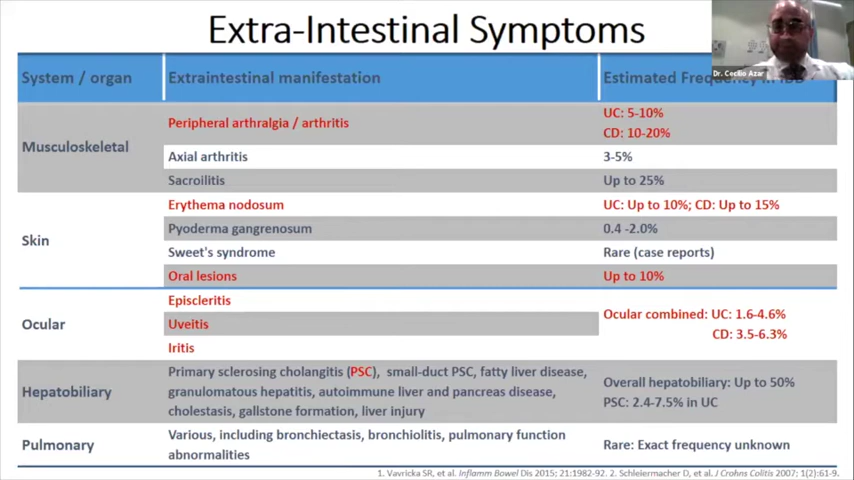 Extra-Intestinal Symptoms
Dr. Cecilio Azar
System / organ
Extraintestinal manifestation
Estimated Frequency
Musculoskeletal
Peripheral arthralgia / arthritis
UC: 5-10%
CD: 10-20%
Axial arthritis
3-5%
Sacroilitis
Up to 25%
Skin
Erythema nodosum
UC: Up to 10%; CD: Up to 15%
Pyoderma gangrenosum
0.4 -2.0%
Sweet's syndrome
Rare (case reports)
Oral lesions
Up to 10%
Ocular
Episcleritis
Uveitis
Iritis
Ocular combined: UC: 1.6-4.6%
CD: 3.5-6.3%
Hepatobiliary
Primary sclerosing cholangitis (PSC), small-duct PSC, fatty liver disease,
granulomatous hepatitis, autoimmune liver and pancreas disease,
cholestasis, gallstone formation, liver injury
Overall hepatobiliary: Up to 50%
PSC: 2.4-7.5% in UC
Pulmonary
Various, including bronchiectasis, bronchiolitis, pulmonary function
abnormalities
Rare: Exact frequency unknown
1. Vavricka SR, et al. Inflamm Bowel Dis 2015; 21:1982-92. 2. Schleiermacher D, et al. J Crohns Colitis 2007; 1(2):61-9.